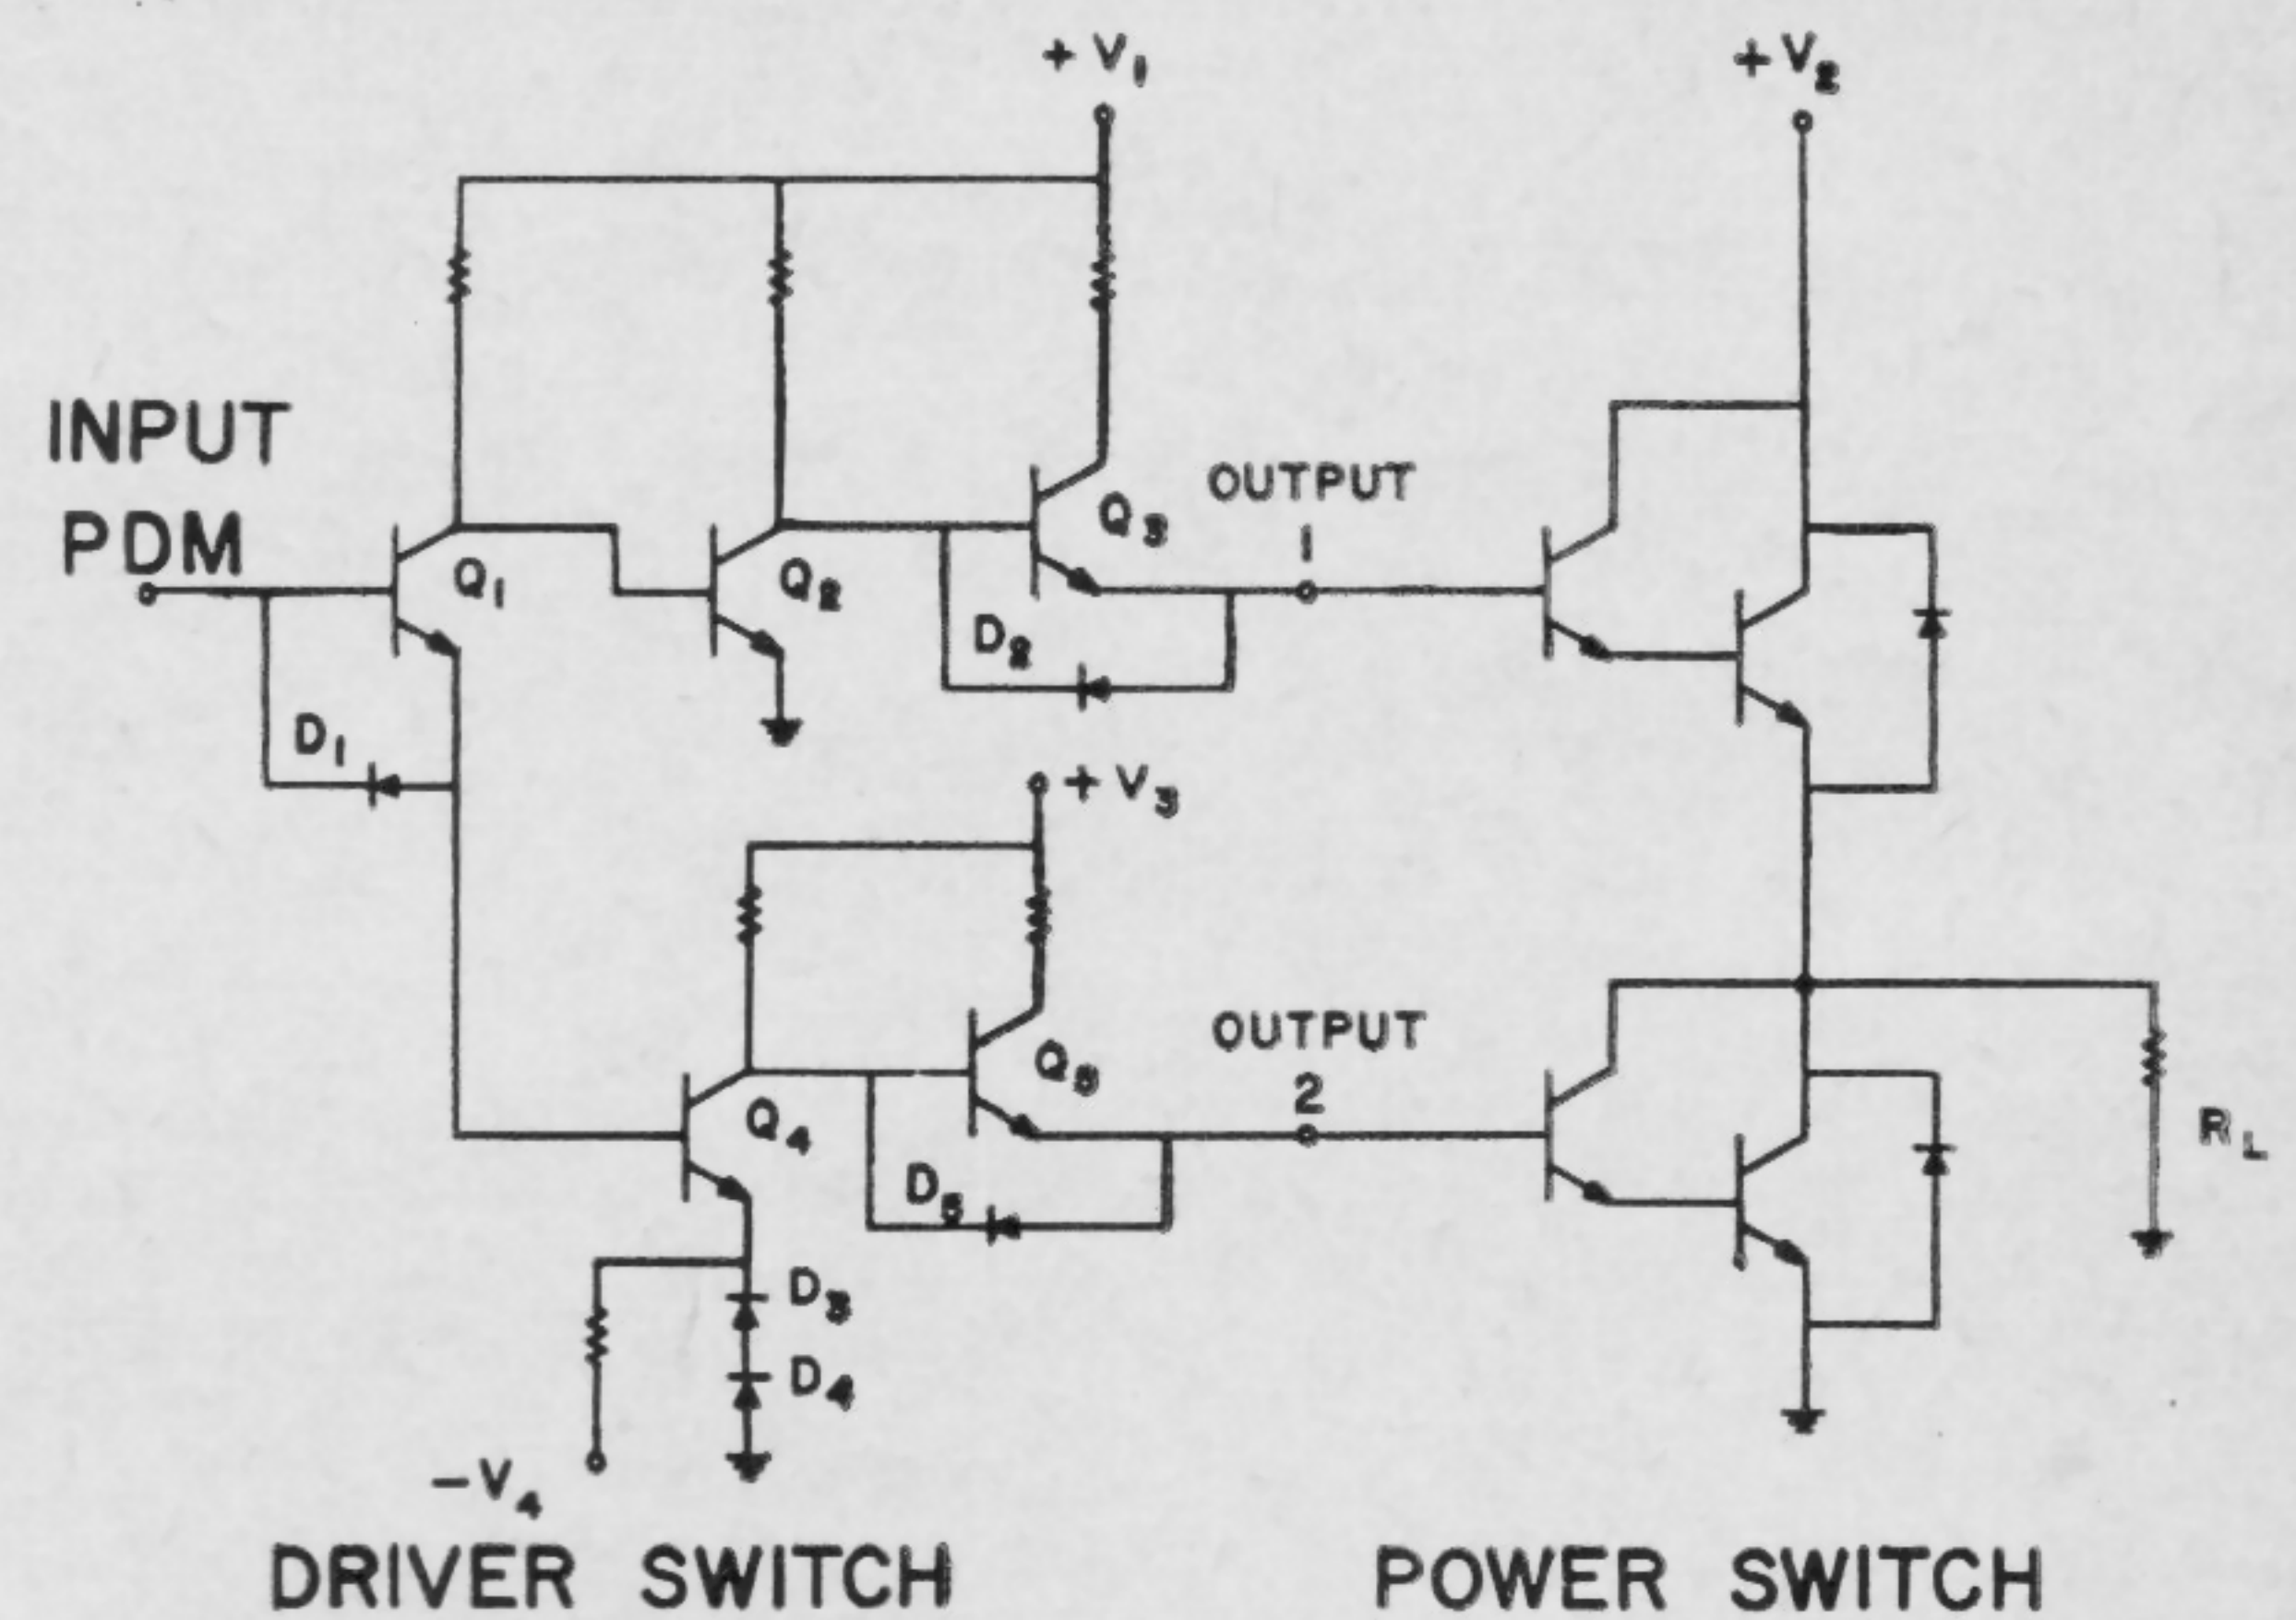 + V1
+ V2
INPUT
PDM
Q1
Q2
Q3
OUTPUT
1
D2
D1
+ V3
Q4
Q5
OUTPUT
2
D5
RL
D3
D4
-V4
DRIVER SWITCH
POWER SWITCH